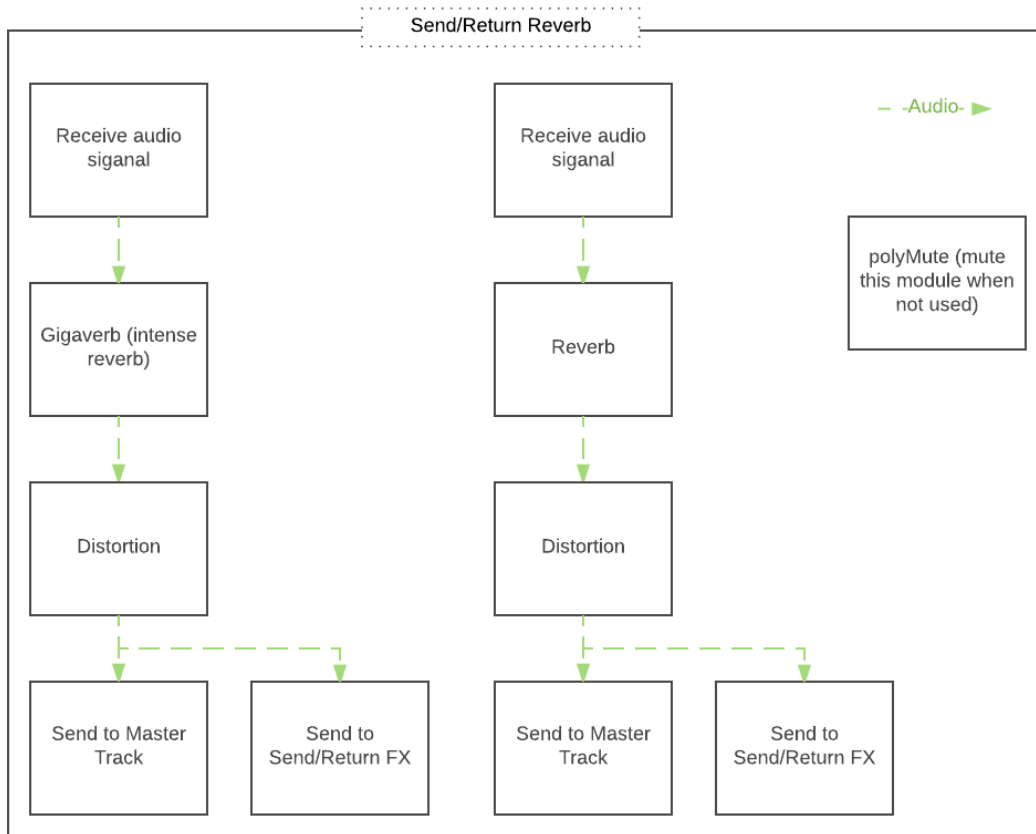 Send/Return Reverb
Receive audio
siganal
Receive audio
siganal
Audio
polyMute (mute
this module when
not used)
Gigaverb (intense
reverb)
Reverb
Distortion
Distortion
Send to Master
Track
Send to
Send/Return FX
Send to Master
Track
Send to
Send/Return FX